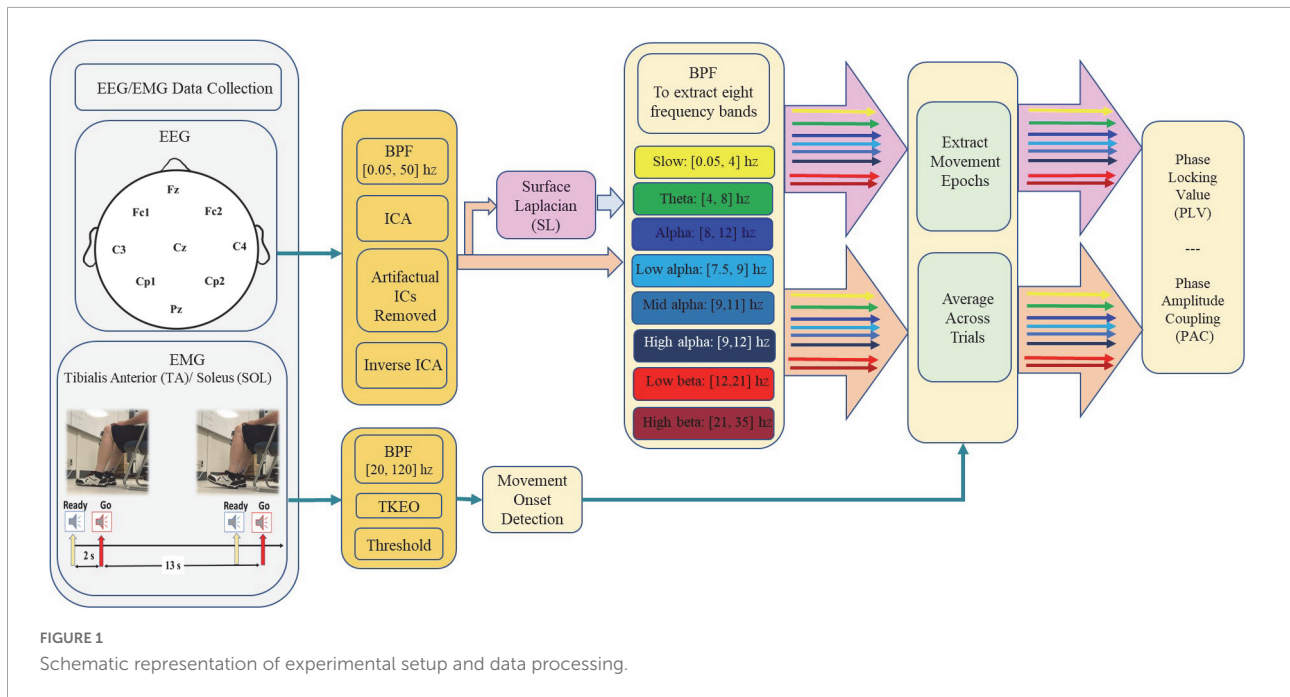 EEG/EMG Data Collection
EEG
Fz
Fc1
Fc2
C3
Cz
C4
Cp1
Cp2
Pz
EMG
Tibialis Anterior (TA)/ Soleus (SOL)
Ready
Go
Ready
Go
2 s
13 s
BPF
[0.05, 50] hz
ICA
Artifactual
ICs
Removed
Inverse ICA
BPF
[20, 120] hz
TKEO
Threshold
Surface
Laplacian
(SL)
Movement
Onset
Detection
BPF
To extract eight
frequency bands
Slow: [0.05, 4] hz
Theta: [4, 8] hz
Alpha: [8, 12] hz
Low alpha: [7.5, 9] hz
Mid alpha: [9,11] hz
High alpha: [9,12] hz
Low beta: [12,21] hz
High beta: [21, 35] hz
Extract
Movement
Epochs
Average
Across
Trials
Phase
Locking
Value
(PLV)
---
Phase
Amplitude
Coupling
(PAC)
FIGURE 1
Schematic representation of experimental setup and data processing.